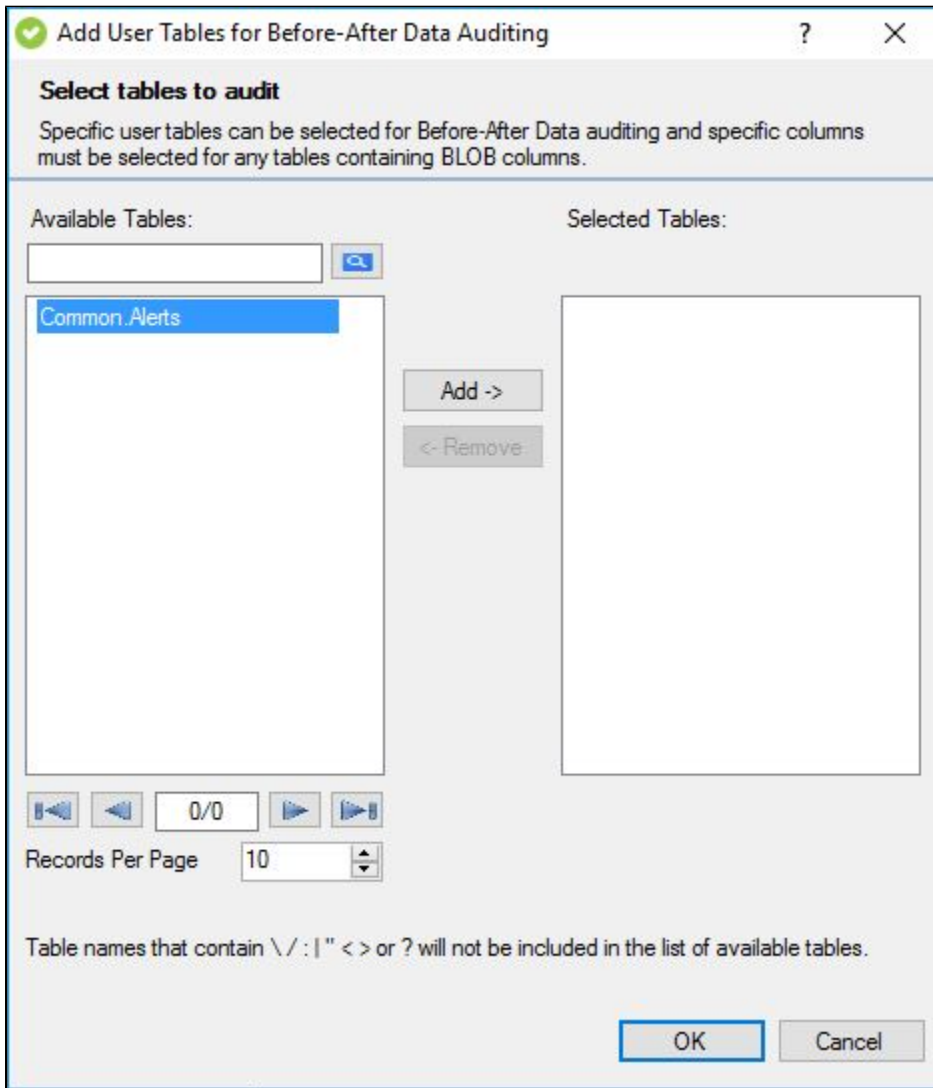 Add User Tables for Before-After Data Auditing
?
Select tables to audit
Specific user tables can be selected for Before-After Data auditing and specific columns
must be selected for any tables containing BLOB columns.
Available Tables:
Selected Tables:
Common.Alerts
Add ->
<- Remove
0/0
Records Per Page
10
Table names that contain \ / : | " < > or ? will not be included in the list of available tables.
OK
Cancel